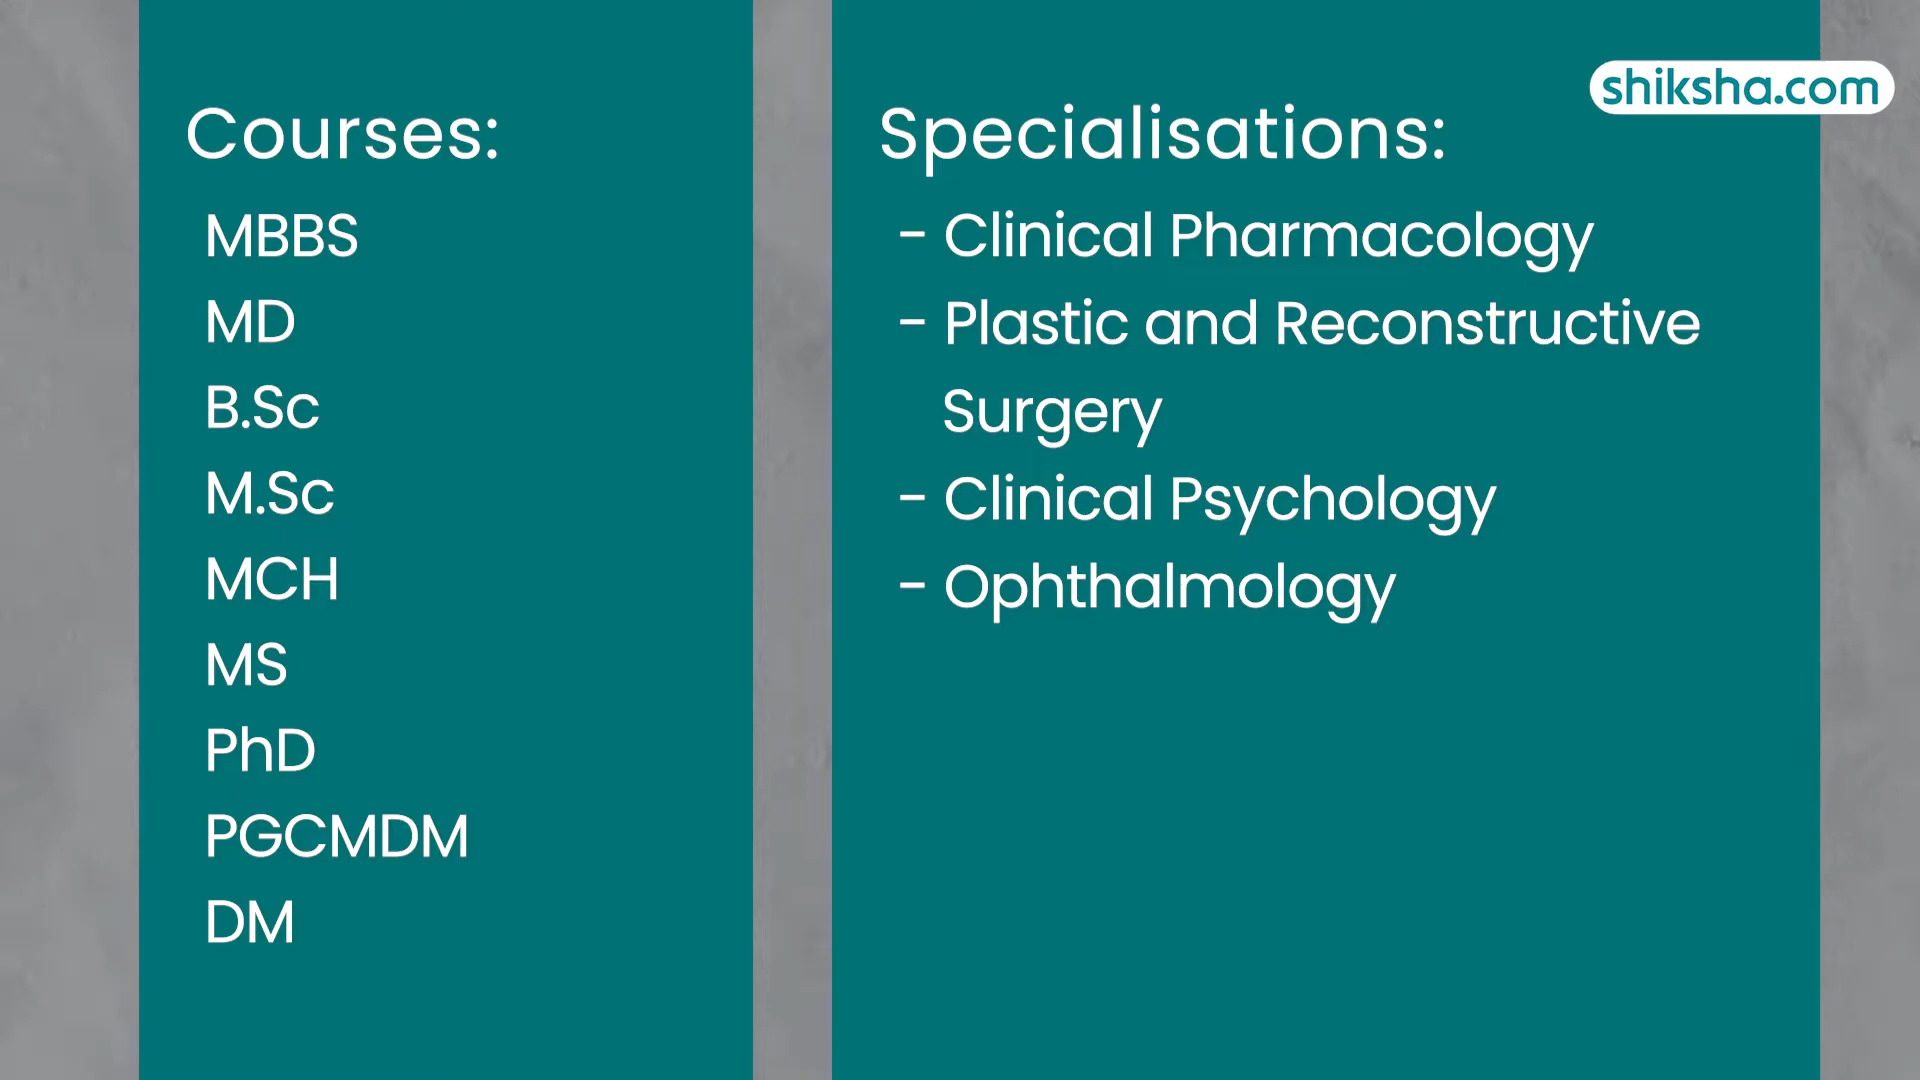 shiksha.com
Courses:
MBBS
MD
B.Sc
M.Sc
MCH
MS
PhD
PGCMDM
DM
Specialisations:
- Clinical Pharmacology
- Plastic and Reconstructive
Surgery
- Clinical Psychology
- Ophthalmology